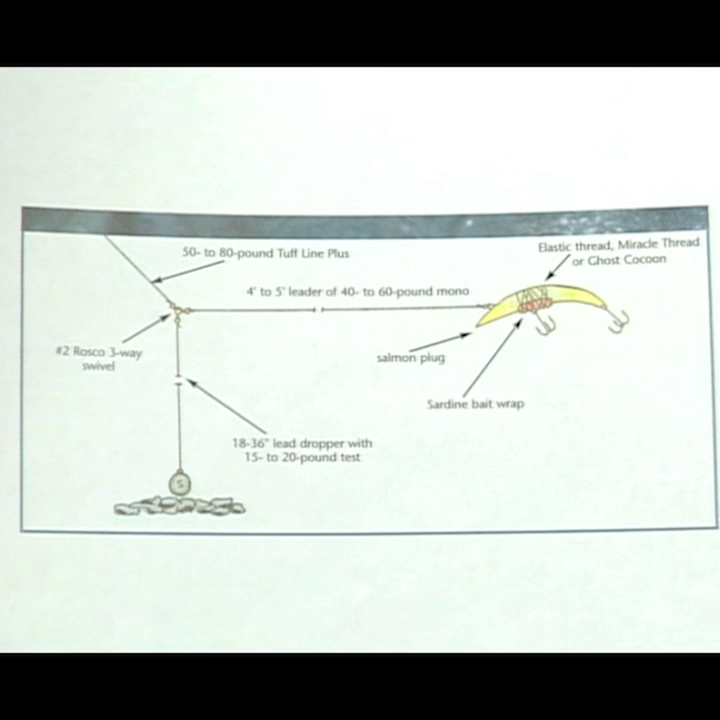 50- to 80-pound Tuff Line Plus
Elastic thread, Miracle Thread
or Ghost Cocoon
4' to 5' leader of 40- to 60-pound mono
#2 Rosco 3-way
swivel
salmon plug
Sardine bait wrap
18-36" lead dropper with
15- to 20-pound test
5